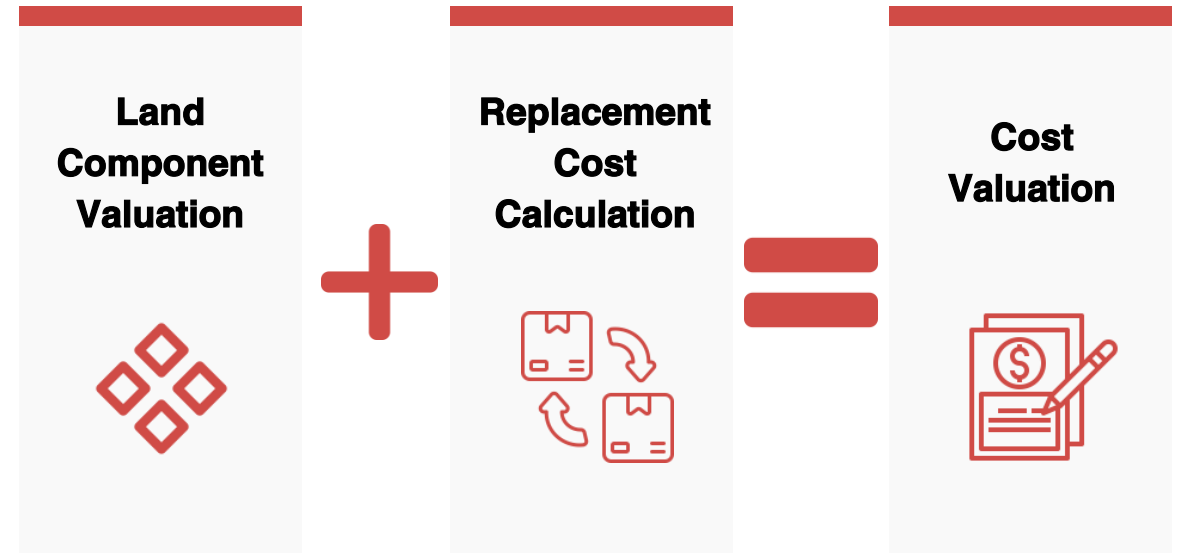 Land
Component
Valuation
Replacement
Cost
Calculation
Cost
Valuation
$